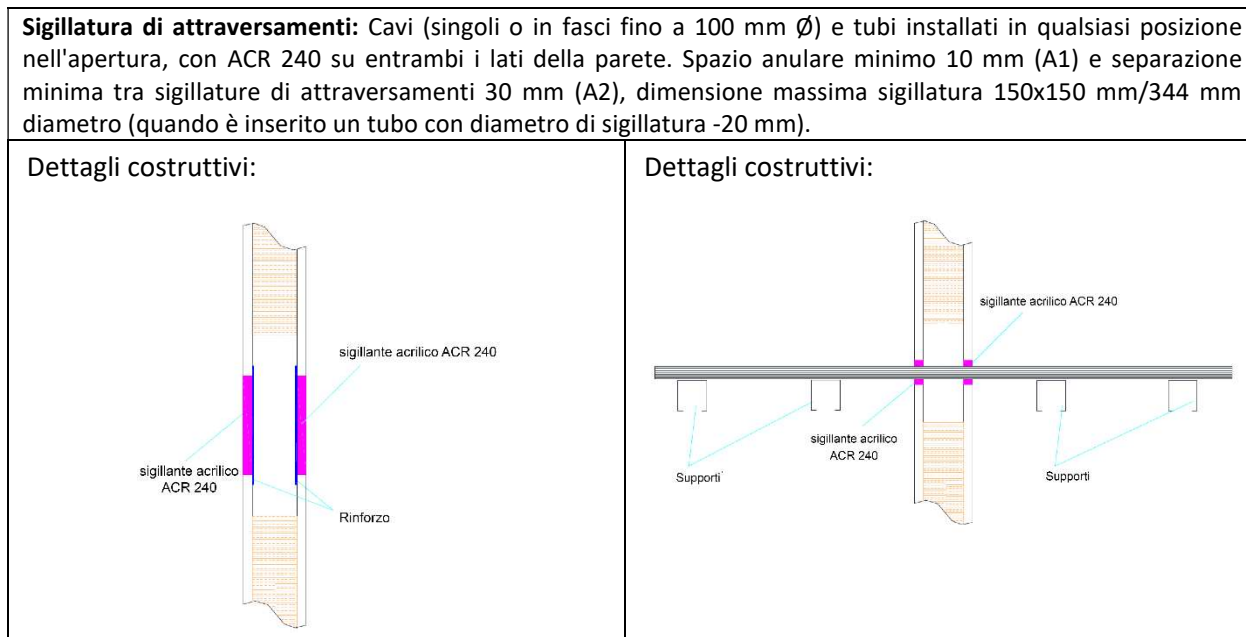 Sigillatura di attraversamenti: Cavi (singoli o in fasci fino a 100 mm Ø) e tubi installati in qualsiasi posizione
nell'apertura, con ACR 240 su entrambi i lati della parete. Spazio anulare minimo 10 mm (A1) e separazione
minima tra sigillature di attraversamenti 30 mm (A2), dimensione massima sigillatura 150x150 mm/344 mm
diametro (quando è inserito un tubo con diametro di sigillatura -20 mm).
Dettagli costruttivi:
sigillante acrilico ACR 240
sigillante acrilico
ACR 240
Rinforzo
Dettagli costruttivi:
sigillante acrilico ACR 240
sigillante acrilico
ACR 240
Supporti
Supporti